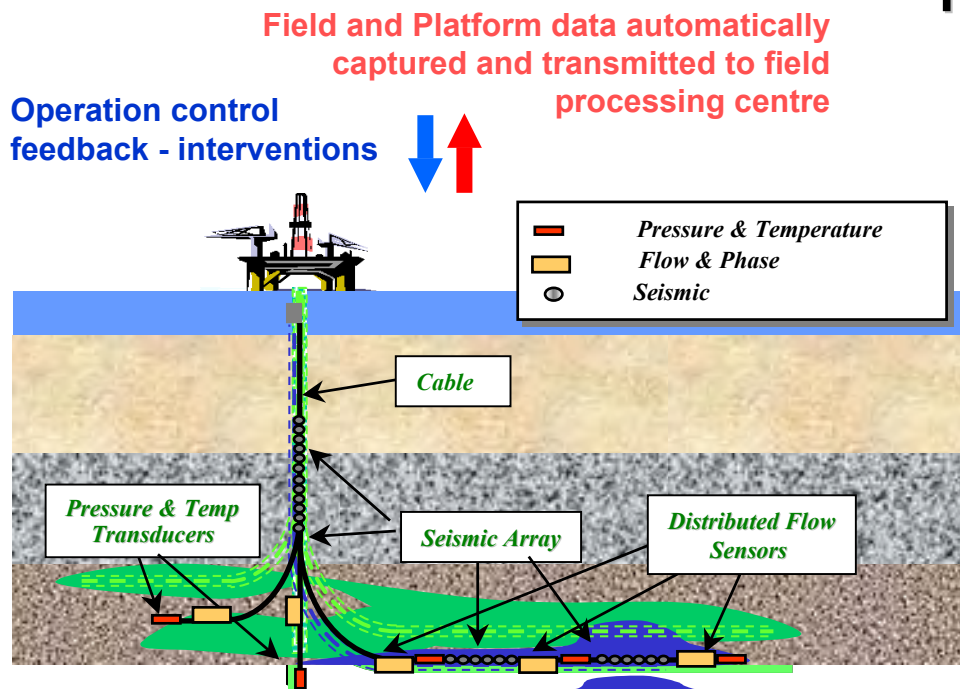 Field and Platform data automatically
captured and transmitted to field
processing centre
Operation control
feedback - interventions
Pressure & Temperature
Flow & Phase
Seismic
Cable
Pressure & Temp
Transducers
Seismic Array
Distributed Flow
Sensors